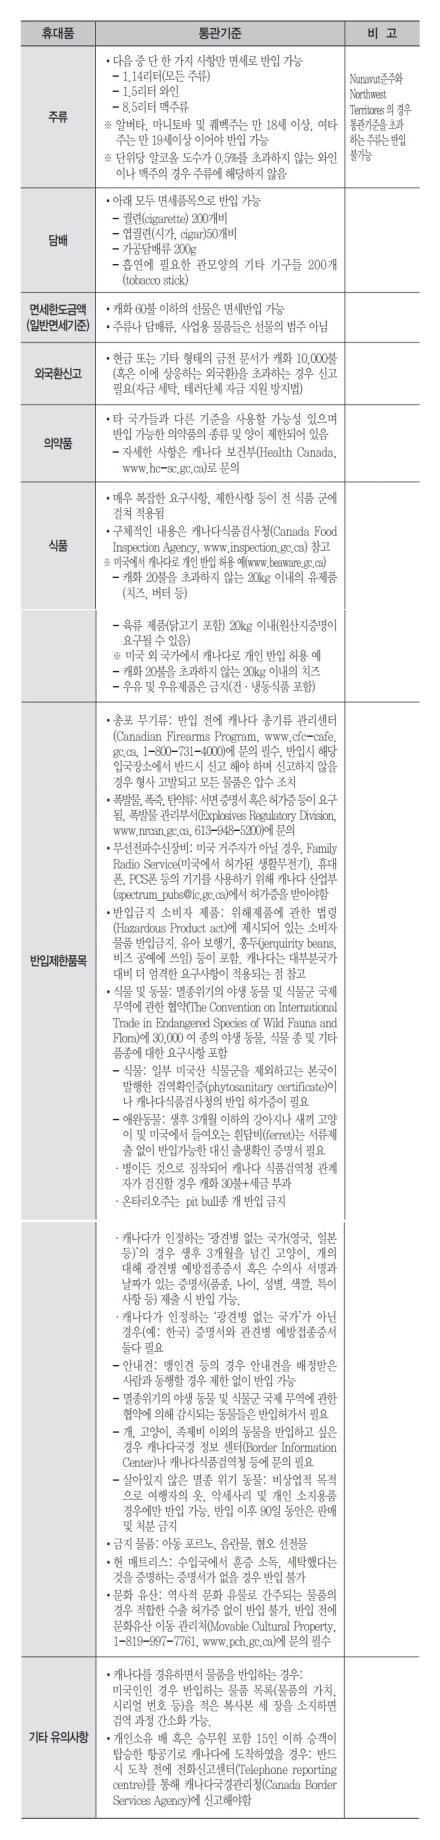 휴대품 통관기준 비 고
주류
• 다음 중 단 한 가지 사항만 면세로 반입 가능
– 1.14리터(모든 주류)
– 1.5리터 와인
– 8.5리터 맥주류
※ 알버타, 마니토바 및 퀘벡주는 만 18세 이상, 여타
주는 만 19세이상 이어야 반입 가능
※ 단위당 알코올 도수가 0.5%를 초과하지 않는 와인
이나 맥주의 경우 주류에 해당하지 않음
Nunavut준주와
Northwest
Territores 의 경우
통관기준을 초과
하는 주류는 반입
불가능
담배
• 아래 모두 면세품목으로 반입 가능
– 궐련(cigarette) 200개비
– 엽궐련(시가, cigar)50개비
– 가공담배류 200g
– 흡연에 필요한 관모양의 기타 기구들 200개
(tobacco stick)
면세한도금액
(일반면세기준)
• 캐화 60불 이하의 선물은 면세반입 가능
• 주류나 담배류, 사업용 물품들은 선물의 범주 아님
외국환신고
• 현금 또는 기타 형태의 금전 문서가 캐화 10,000불
(혹은 이에 상응하는 외국환)을 초과하는 경우 신고
필요(자금 세탁, 테러단체 자금 지원 방지법)
의약품
• 타 국가들과 다른 기준을 사용할 가능성 있으며
반입 가능한 의약품의 종류 및 양이 제한되어 있음
– 자세한 사항은 캐나다 보건부(Health Canada,
www.hc-sc.gc.ca)로 문의
식품
• 매우 복잡한 요구사항, 제한사항 등이 전 식품 군에
걸쳐 적용됨
• 구체적인 내용은 캐나다식품검사청(Canada Food
Inspection Agency, www.inspection.gc.ca) 참고
※ 미국에서 캐나다로 개인 반입 허용 예(www.beaware.gc.ca)
– 캐화 20불을 초과하지 않는 20kg 이내의 유제품
(치즈, 버터 등)
– 육류 제품(닭고기 포함) 20kg 이내(원산지증명이
요구될 수 있음)
※ 미국 외 국가에서 캐나다로 개인 반입 허용 예
– 캐화 20불을 초과하지 않는 20kg 이내의 치즈
– 우유 및 우유제품은 금지(건·냉동식품 포함)
반입제한품목
• 총포 무기류: 반입 전에 캐나다 총기류 관리센터
(Canadian Firearms Program, www.cfc-cafe.
gc.ca, 1-800-731-4000)에 문의 필수, 반입시 해당
입국장소에서 반드시 신고 해야 하며 신고하지 않을
경우 형사 고발되고 모든 물품은 압수 조치
• 폭발물, 폭죽, 탄약류: 서면 증명서 혹은 허가증 등이 요구
됨, 폭발물 관리부서(Explosives Regulatory Division,
www.nrcan.gc.ca, 613-948-5200)에 문의
• 무선전파수신장비: 미국 거주자가 아닐 경우, Family
Radio Service(미국에서 허가된 생활무전기), 휴대
폰, PCS폰 등의 기기를 사용하기 위해 캐나다 산업부
(spectrum_pubs@ic.gc.ca)에서 허가증을 받아야함
• 반입금지 소비자 제품: 위해제품에 관한 법령
(Hazardous Product act)에 제시되어 있는 소비자
물품 반입금지. 유아 보행기, 홍두(jerquirity beans,
비즈 공예에 쓰임) 등이 포함. 캐나다는 대부분국가
대비 더 엄격한 요구사항이 적용되는 점 참고
• 식물 및 동물: 멸종위기의 야생 동물 및 식물군 국제
무역에 관한 협약(The Convention on International
Trade in Endangered Species of Wild Fauna and
Flora)에 30,000 여 종의 야생 동물, 식물 종 및 기타
품종에 대한 요구사항 포함
– 식물: 일부 미국산 식물군을 제외하고는 본국이
발행한 검역확인증(phytosanitary certificate)이
나 캐나다식품검사청의 반입 허가증이 필요
– 애완동물: 생후 3개월 이하의 강아지나 새끼 고양
이 및 미국에서 들여오는 흰담비(ferret)는 서류제
출 없이 반입가능한 대신 출생확인 증명서 필요
· 병이든 것으로 짐작되어 캐나다 식품검역청 관계
자가 검진할 경우 캐화 30불+세금 부과
· 온타리오주는 pit bull종 개 반입 금지
· 캐나다가 인정하는 ‘광견병 없는 국가(영국, 일본
등)’의 경우 생후 3개월을 넘긴 고양이, 개의
대해 광견병 예방접종증서 혹은 수의사 서명과
날짜가 있는 증명서(품종, 나이, 성별, 색깔, 특이
사항 등) 제출 시 반입 가능.
· 캐나다가 인정하는 ‘광견병 없는 국가’가 아닌
경우(예: 한국) 증명서와 광견병 예방접종증서
둘다 필요
– 안내견: 맹인견 등의 경우 안내견을 배정받은
사람과 동행할 경우 제한 없이 반입 가능
– 멸종위기의 야생 동물 및 식물군 국제 무역에 관한
협약에 의해 감시되는 동물들은 반입허가서 필요
– 개, 고양이, 족제비 이외의 동물을 반입하고 싶은
경우 캐나다국경 정보 센터(Border Information
Center)나 캐나다식품검사청 등에 문의 필요
– 살아있지 않은 멸종 위기 동물: 비상업적 목적
으로 여행자의 옷, 악세사리 및 개인 소지용품
경우에만 반입 가능. 반입 이후 90일 동안은 판매
및 처분 금지
• 금지 물품: 아동 포르노, 음란물, 혐오 선전물
• 헌 매트리스: 수입국에서 훈증 소독, 세탁했다는
것을 증명하는 증명서가 없을 경우 반입 불가
• 문화 유산: 역사적 문화 유물로 간주되는 물품의
경우 적합한 수출 허가증 없이 반입 불가, 반입 전에
문화유산 이동 관리처(Movable Cultural Property,
1-819-997-7761, www.pch.gc.ca)에 문의 필수
기타 유의사항
• 캐나다를 경유하면서 물품을 반입하는 경우:
미국인인 경우 반입하는 물품 목록(물품의 가치,
시리얼 번호 등)을 적은 복사본 세 장을 소지하면
검역 과정 간소화 가능.
• 개인소유 배 혹은 승무원 포함 15인 이하 승객이
탑승한 항공기로 캐나다에 도착하였을 경우: 반드
시 도착 전에 전화신고센터(Telephone reporting
centre)를 통해 캐나다국경관리청(Canada Border
Services Agency)에 신고해야함